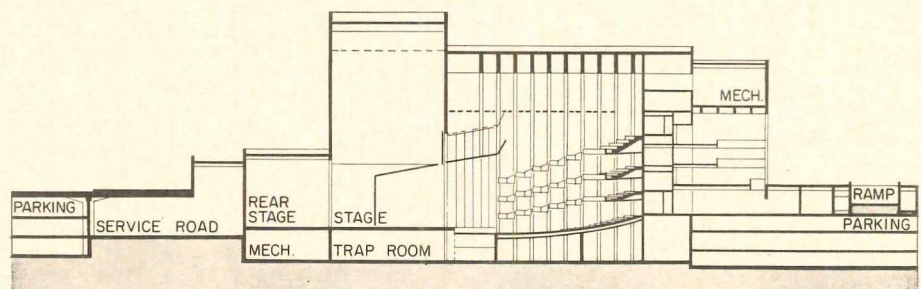 MECH.
PARKING
SERVICE ROAD
REAR
STAGE
STAGE
RAMP
PARKING
MECH.
TRAP ROOM